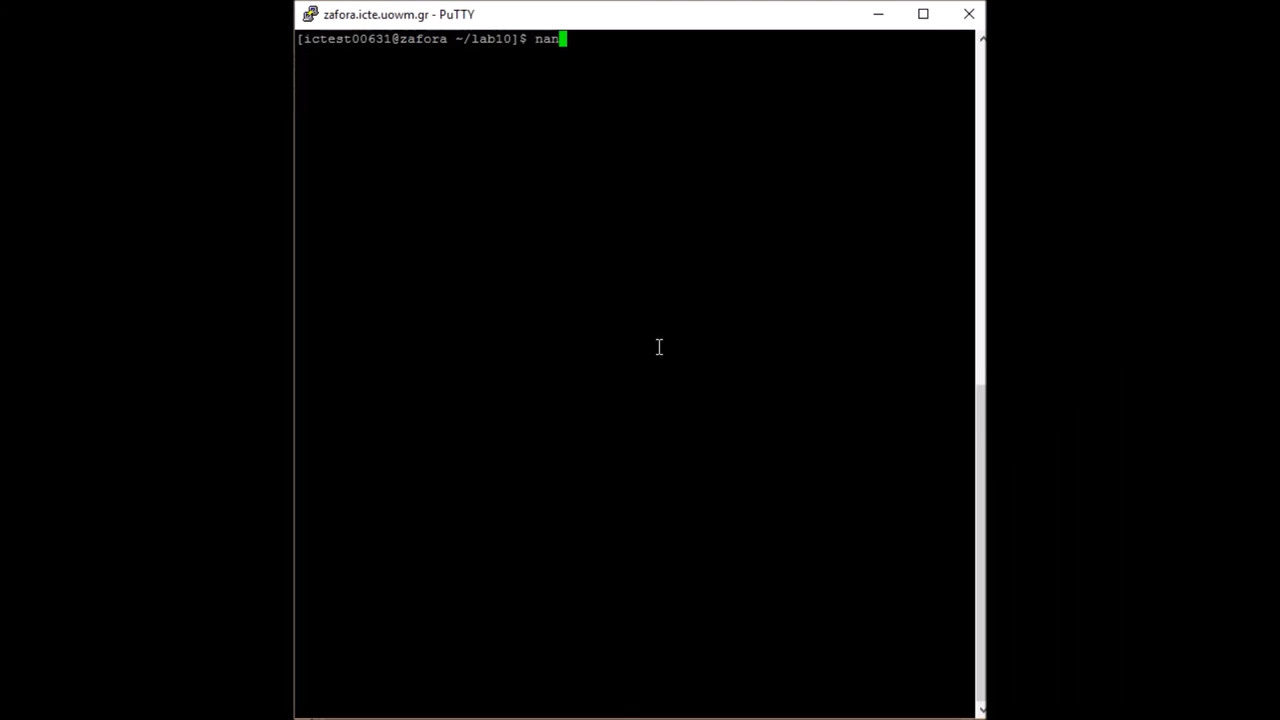 zafora.icte.uowm.gr - PuTTY
[ictest00631@zafora ~/lab10]$ nan